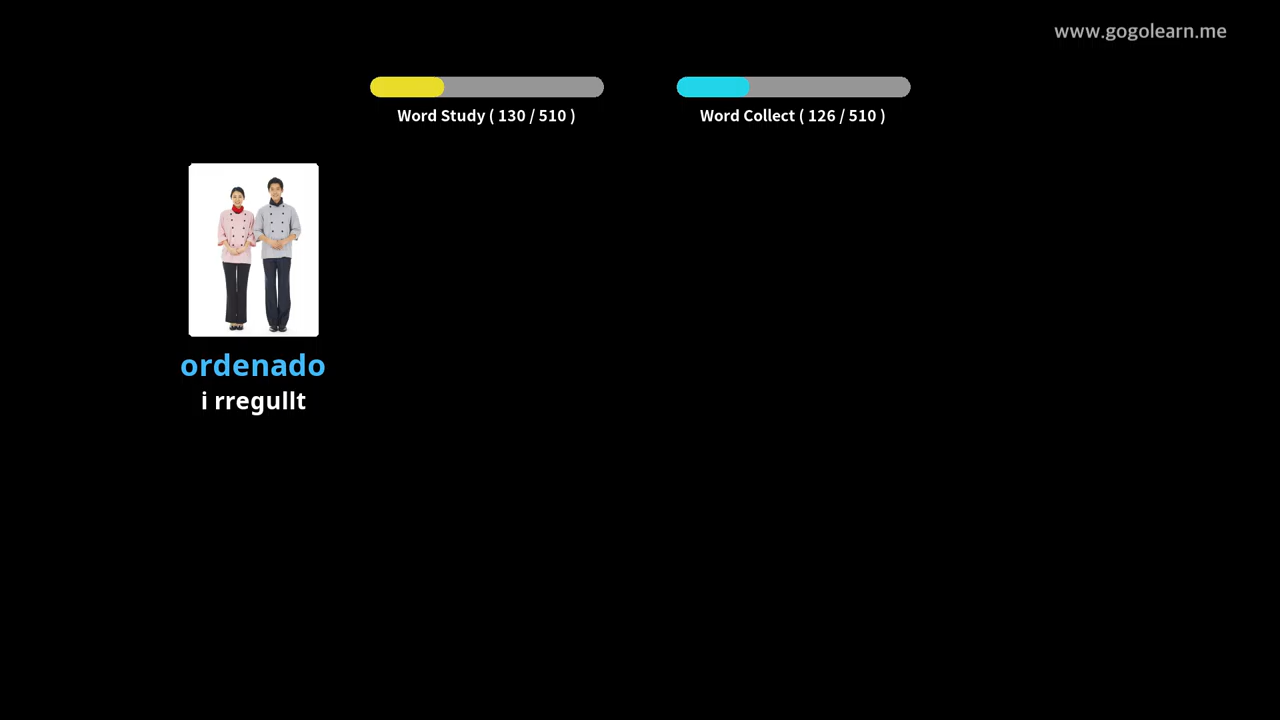 www.gogolearn.me
Word Study ( 130 / 510 )
Word Collect ( 126 / 510 )
ordenado
i rregullt